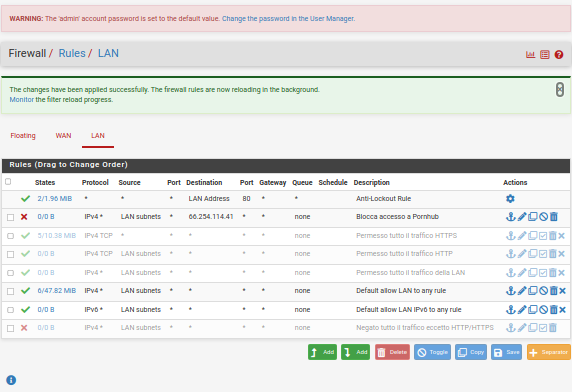 WARNING: The 'admin' account password is set to the default value. Change the password in the User Manager.
Firewall / Rules / LAN
The changes have been applied successfully. The firewall rules are now reloading in the background.
Monitor the filter reload progress.
Floating WAN LAN
Rules (Drag to Change Order)
States Protocol Source Port Destination Port Gateway Queue Schedule Description Actions
2/1.96 MiB * * * LAN Address 80 * * Anti-Lockout Rule
0/0 B IPv4 * LAN subnets * 66.254.114.41 * * none Blocca accesso a Pornhub
5/10.38 MiB IPv4 TCP LAN subnets * * * * none Permesso tutto il traffico HTTPS
0/0 B IPv4 TCP LAN subnets * * * * none Permesso tutto il traffico HTTP
0/0 B IPv4 * LAN subnets * * * * none Permesso tutto il traffico della LAN
6/47.82 MiB IPv4 * LAN subnets * * * * none Default allow LAN to any rule
0/0 B IPv6 * LAN subnets * * * * none Default allow LAN IPv6 to any rule
0/0 B IPv4 * LAN subnets * * * * none Negato tutto il traffico eccetto HTTP/HTTPS
Add Add Delete Toggle Copy Save Separator